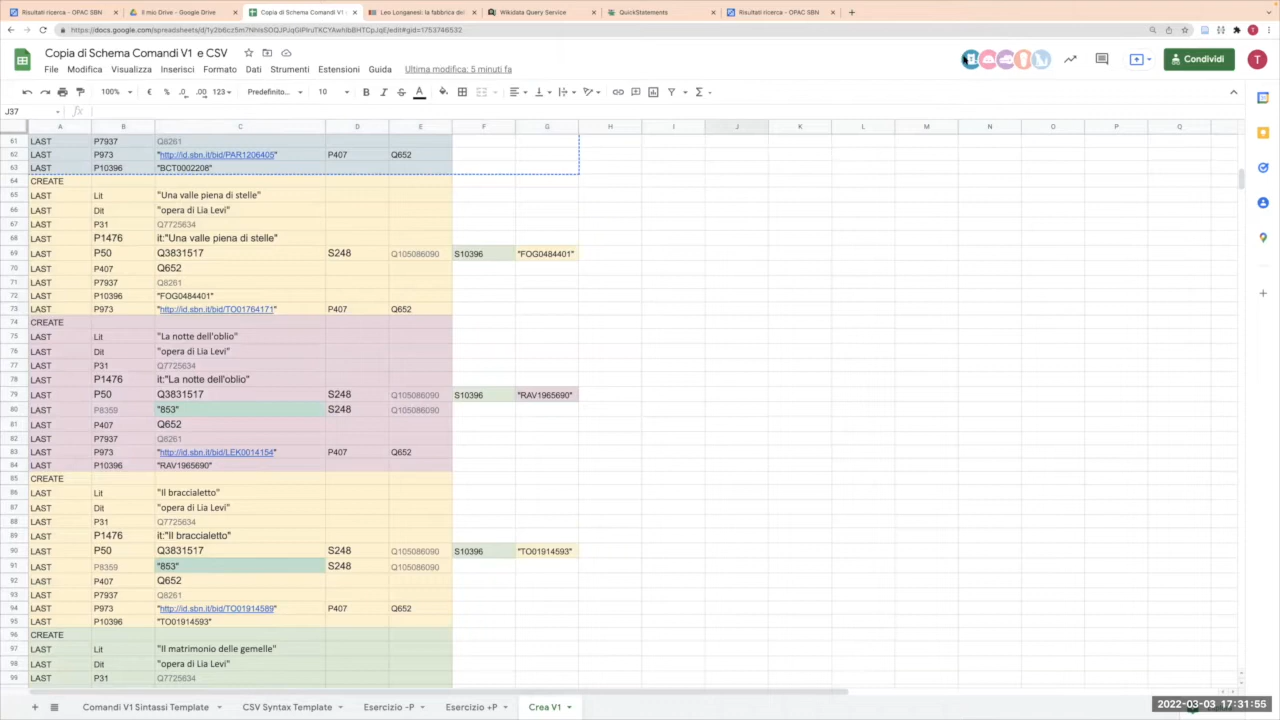 Risultati ricerca – OPAC SBN
Il mio Drive – Google Drive
Copia di Schema Comandi V1
Leo Longanesi: la fabbrica de
Wikidata Query Service
QuickStatements
Risultati ricerca – OPAC SBN
Copia di Schema Comandi V1 e CSV
File Modifica Visualizza Inserisci Formato Dati Strumenti Estensioni Guida Ultima modifica: 5 minuti fa
Condividi
T
100% € % .0 .00 123 Predefinito... 10 B I S A
J37 fx
A B C D E F G H I J K L M N O P Q
61 LAST P7937 Q8261
62 LAST P973 "http://id.sbn.it/bid/PAR1206405" P407 Q652
63 LAST P10396 "BCT0002208"
64 CREATE
65 LAST Lit "Una valle piena di stelle"
66 LAST Dit "opera di Lia Levi"
67 LAST P31 Q7725634
68 LAST P1476 it:"Una valle piena di stelle"
69 LAST P50 Q3831517 S248 Q105086090 S10396 "FOG0484401"
70 LAST P407 Q652
71 LAST P7937 Q8261
72 LAST P10396 "FOG0484401"
73 LAST P973 "http://id.sbn.it/bid/TO01764171" P407 Q652
74 CREATE
75 LAST Lit "La notte dell'oblio"
76 LAST Dit "opera di Lia Levi"
77 LAST P31 Q7725634
78 LAST P1476 it:"La notte dell'oblio"
79 LAST P50 Q3831517 S248 Q105086090 S10396 "RAV1965690"
80 LAST P8359 "853" S248 Q105086090
81 LAST P407 Q652
82 LAST P7937 Q8261
83 LAST P973 "http://id.sbn.it/bid/LEK0014154" P407 Q652
84 LAST P10396 "RAV1965690"
85 CREATE
86 LAST Lit "Il braccialetto"
87 LAST Dit "opera di Lia Levi"
88 LAST P31 Q7725634
89 LAST P1476 it:"Il braccialetto"
90 LAST P50 Q3831517 S248 Q105086090 S10396 "TO01914593"
91 LAST P8359 "853" S248 Q105086090
92 LAST P407 Q652
93 LAST P7937 Q8261
94 LAST P973 "http://id.sbn.it/bid/TO01914589" P407 Q652
95 LAST P10396 "TO01914593"
96 CREATE
97 LAST Lit "Il matrimonio delle gemelle"
98 LAST Dit "opera di Lia Levi"
99 LAST P31 Q7725634
Comandi V1 Sintassi Template CSV Syntax Template Esercizio -P Esercizio +P Crea V1
2022-03-03 17:31:55